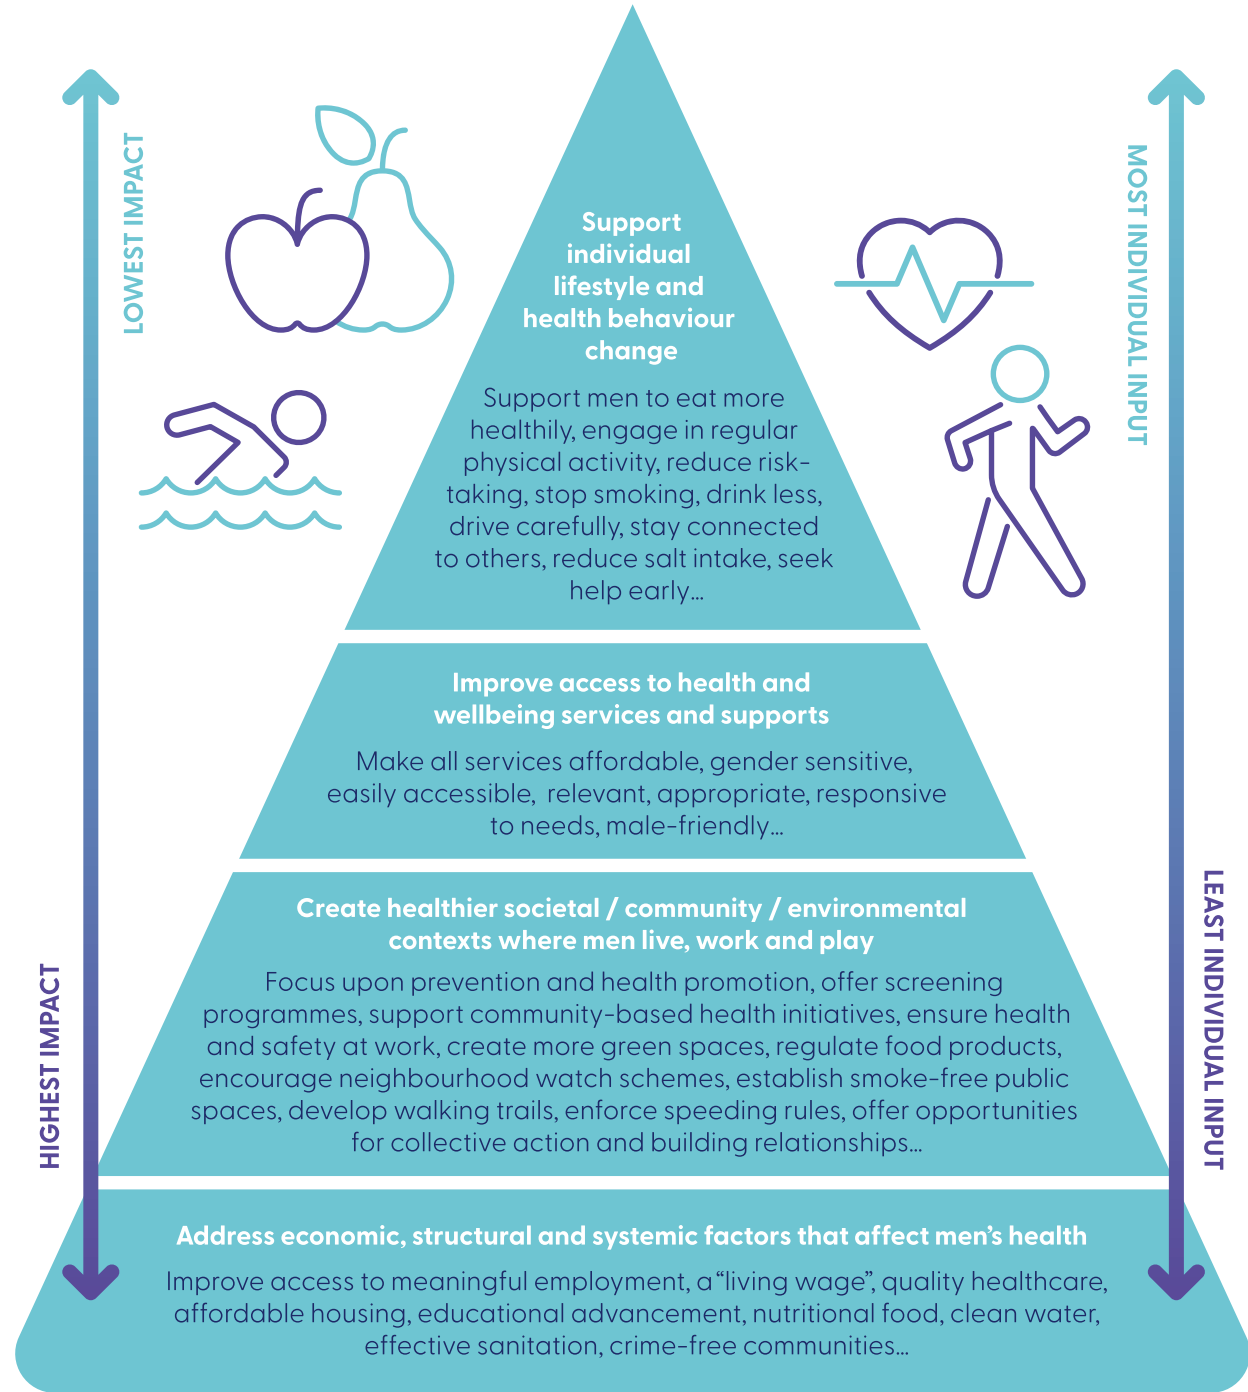 LOWEST IMPACT
MOST INDIVIDUAL INPUT
Support
individual
lifestyle and
health behaviour
change
Support men to eat more
healthily, engage in regular
physical activity, reduce risk-
taking, stop smoking, drink less,
drive carefully, stay connected
to others, reduce salt intake, seek
help early...
Improve access to health and
wellbeing services and supports
Make all services affordable, gender sensitive,
easily accessible, relevant, appropriate, responsive
to needs, male-friendly...
HIGHEST IMPACT
LEAST INDIVIDUAL INPUT
Create healthier societal / community / environmental
contexts where men live, work and play
Focus upon prevention and health promotion, offer screening
programmes, support community-based health initiatives, ensure health
and safety at work, create more green spaces, regulate food products,
encourage neighbourhood watch schemes, establish smoke-free public
spaces, develop walking trails, enforce speeding rules, offer opportunities
for collective action and building relationships...
Address economic, structural and systemic factors that affect men's health
Improve access to meaningful employment, a “living wage”, quality healthcare,
affordable housing, educational advancement, nutritional food, clean water,
effective sanitation, crime-free communities...